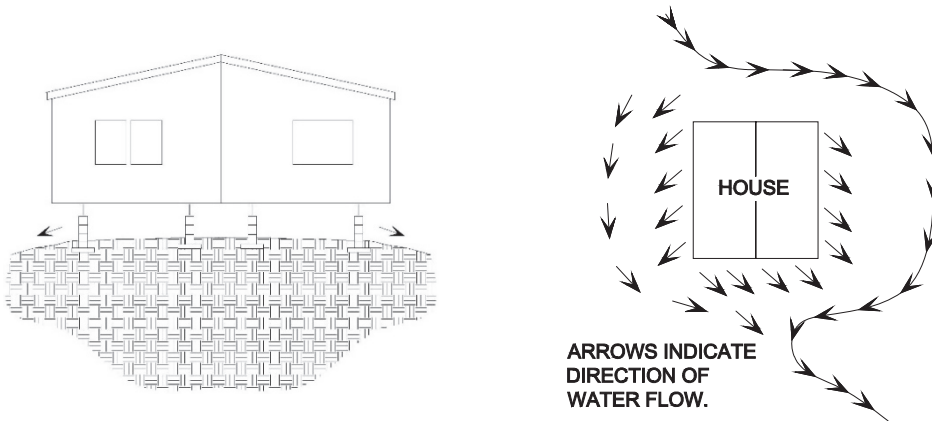 HOUSE
ARROWS INDICATE
DIRECTION OF
WATER FLOW.